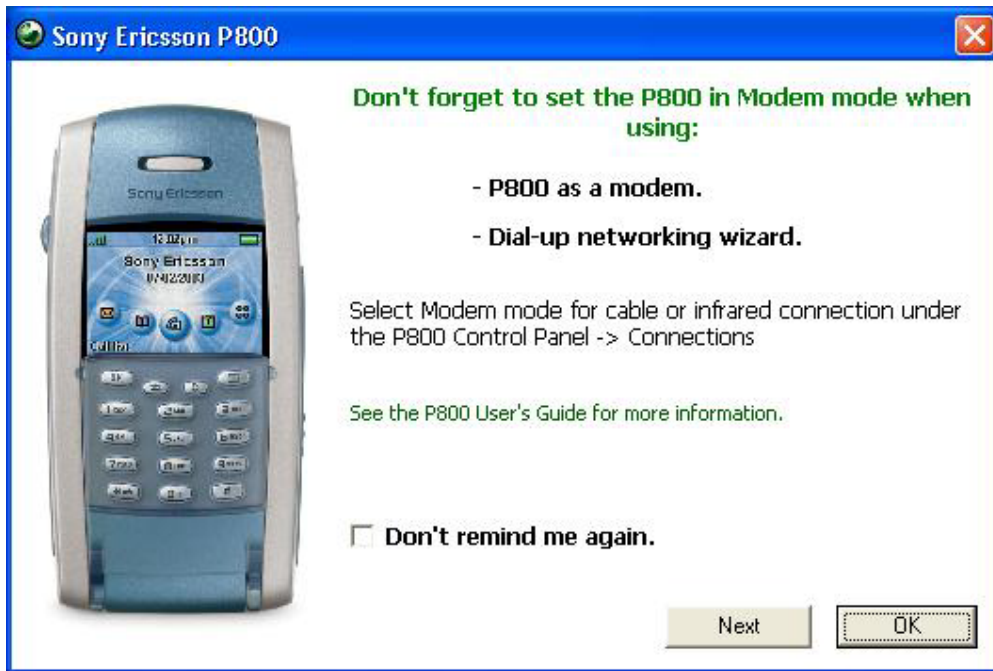 Sony Ericsson P800
Don't forget to set the P800 in Modem mode when
using:
- P800 as a modem.
- Dial-up networking wizard.
Select Modem mode for cable or infrared connection under
the P800 Control Panel -> Connections
See the P800 User's Guide for more information.
Don't remind me again.
Next
OK
Sony Ericsson
12:02pm
Sony Ericsson